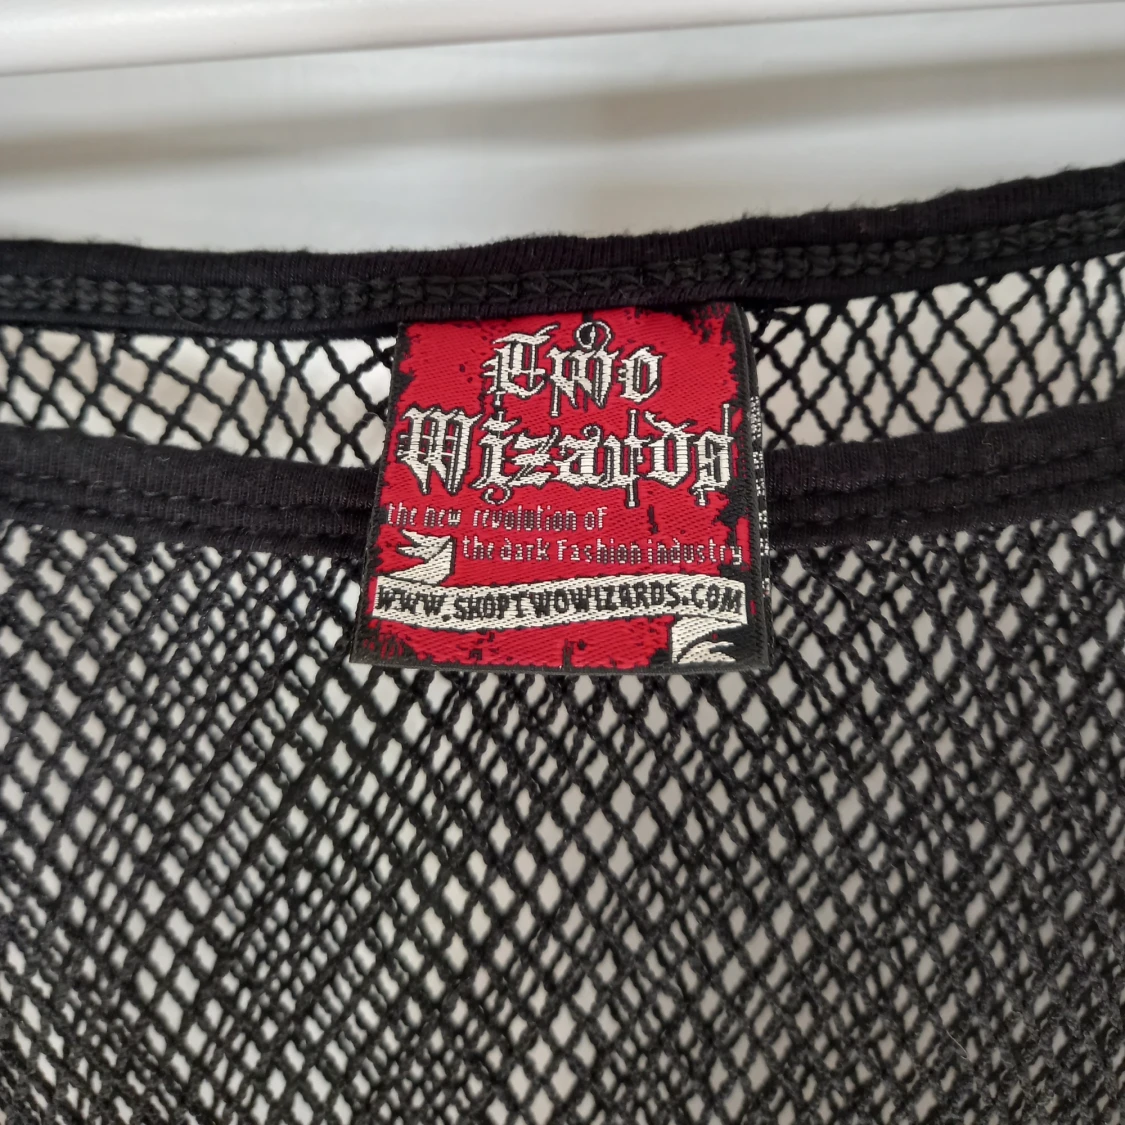 Two
Wizards
the new revolution of
the dark fashion industry
WWW.SHOPTWOWIZARDS.COM